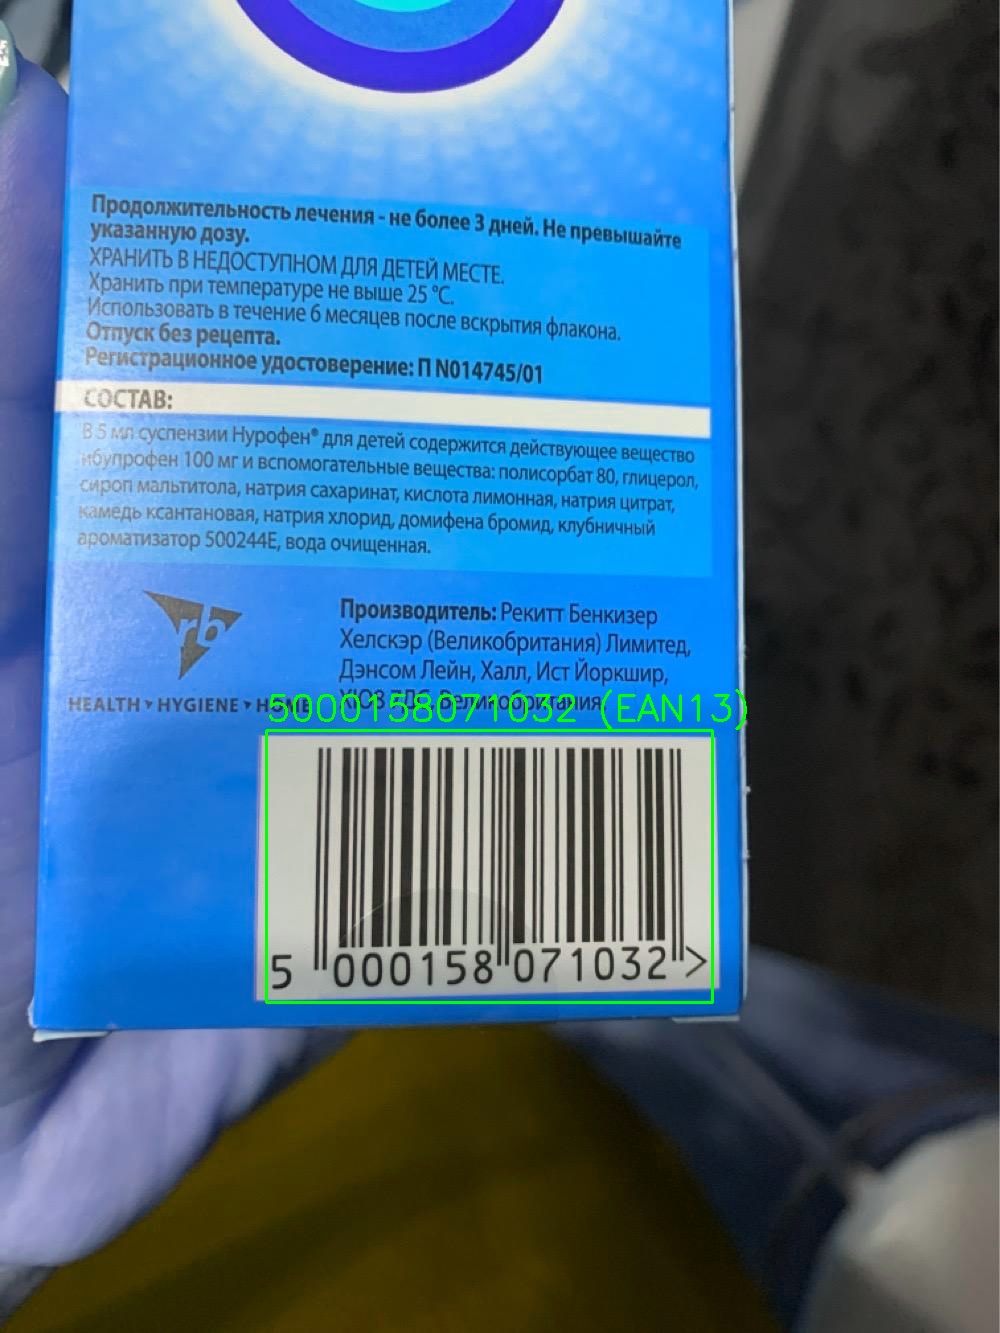 Продолжительность лечения - не более 3 дней. Не превышайте
указанную дозу.
ХРАНИТЬ В НЕДОСТУПНОМ ДЛЯ ДЕТЕЙ МЕСТЕ.
Хранить при температуре не выше 25 °C.
Использовать в течение 6 месяцев после вскрытия флакона.
Отпуск без рецепта.
Регистрационное удостоверение: П N014745/01
СОСТАВ:
В 5 мл суспензии Нурофен® для детей содержится действующее вещество
ибупрофен 100 мг и вспомогательные вещества: полисорбат 80, глицерол,
сироп мальтитола, натрия сахаринат, кислота лимонная, натрия цитрат,
камедь ксантановая, натрия хлорид, домифена бромид, клубничный
ароматизатор 500244E, вода очищенная.
rb
HEALTH HYGIENE HOME
Производитель: Рекитт Бенкизер
Хелскэр (Великобритания) Лимитед,
Дэнсом Лейн, Халл, Ист Йоркшир,
Великобритания.
5000158071032 (EAN13)
5 000158 071032 >